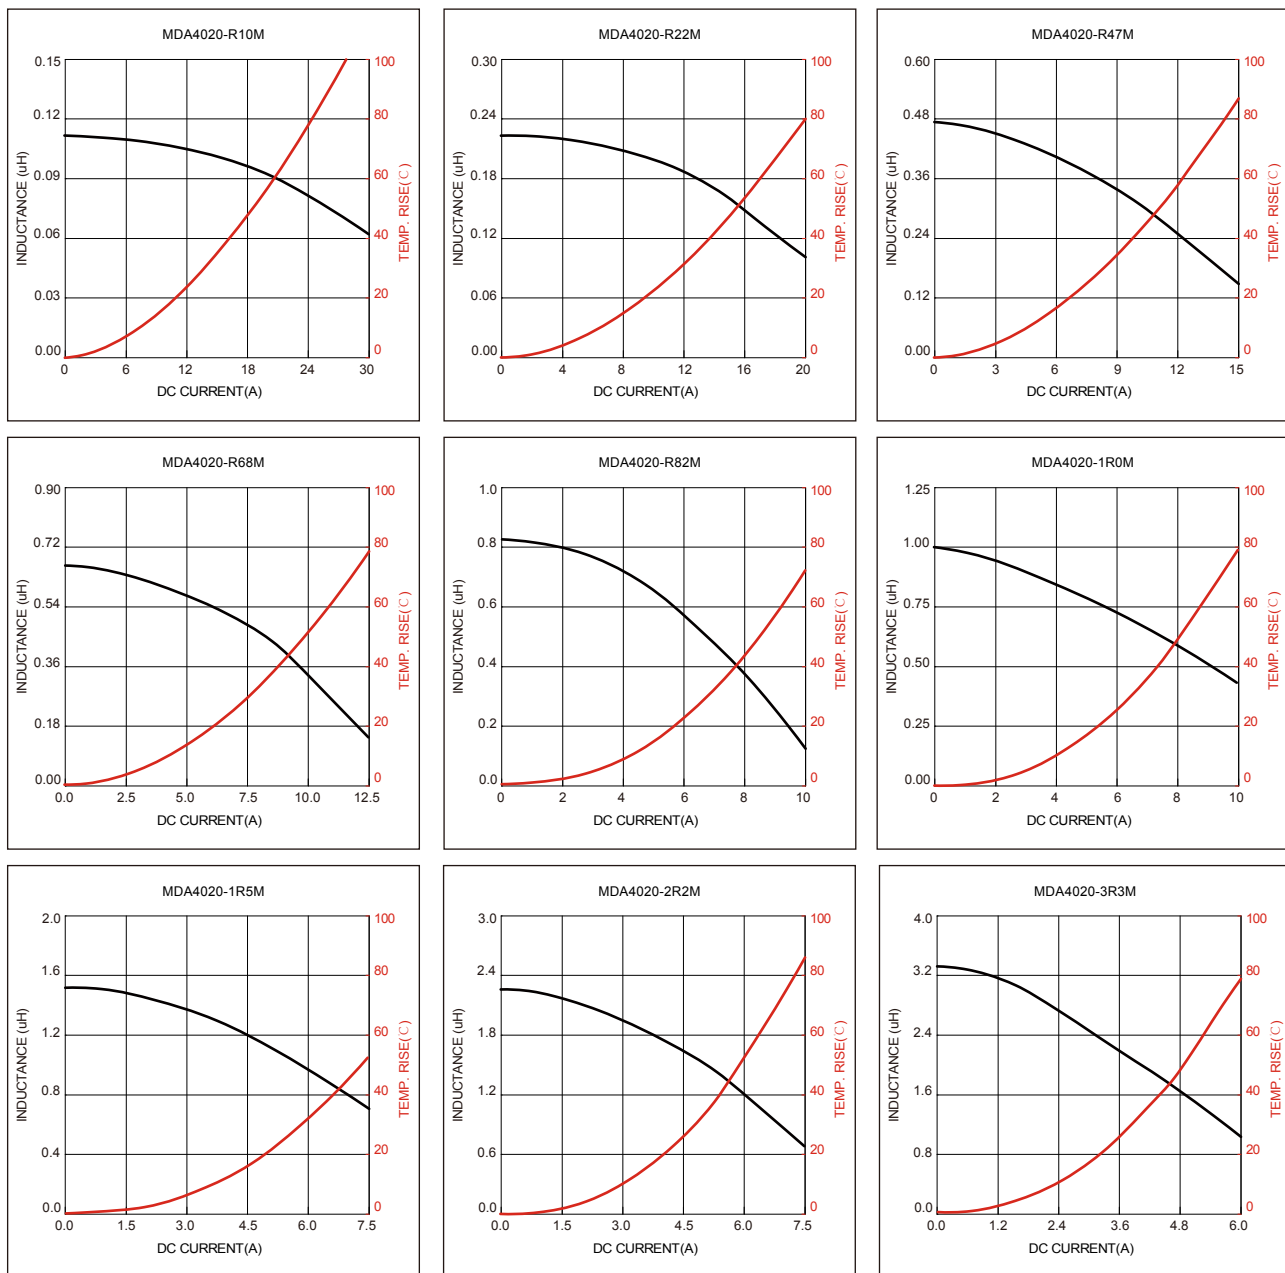 MDA4020-R10M
INDUCTANCE (uH)
0.15
0.12
0.09
0.06
0.03
0.00
0 6 12 18 24 30
DC CURRENT(A)
100
80
60
40
20
0
TEMP. RISE(C)
MDA4020-R22M
INDUCTANCE (uH)
0.30
0.24
0.18
0.12
0.06
0.00
0 4 8 12 16 20
DC CURRENT(A)
100
80
60
40
20
0
TEMP. RISE(C)
MDA4020-R47M
INDUCTANCE (uH)
0.60
0.48
0.36
0.24
0.12
0.00
0 3 6 9 12 15
DC CURRENT(A)
100
80
60
40
20
0
TEMP. RISE(C)
MDA4020-R68M
INDUCTANCE (uH)
0.90
0.72
0.54
0.36
0.18
0.00
0.0 2.5 5.0 7.5 10.0 12.5
DC CURRENT(A)
100
80
60
40
20
0
TEMP. RISE(C)
MDA4020-R82M
INDUCTANCE (uH)
1.0
0.8
0.6
0.4
0.2
0.0
0 2 4 6 8 10
DC CURRENT(A)
100
80
60
40
20
0
TEMP. RISE(C)
MDA4020-1R0M
INDUCTANCE (uH)
1.25
1.00
0.75
0.50
0.25
0.00
0 2 4 6 8 10
DC CURRENT(A)
100
80
60
40
20
0
TEMP. RISE(C)
MDA4020-1R5M
INDUCTANCE (uH)
2.0
1.6
1.2
0.8
0.4
0.0
0.0 1.5 3.0 4.5 6.0 7.5
DC CURRENT(A)
100
80
60
40
20
0
TEMP. RISE(C)
MDA4020-2R2M
INDUCTANCE (uH)
3.0
2.4
1.8
1.2
0.6
0.0
0.0 1.5 3.0 4.5 6.0 7.5
DC CURRENT(A)
100
80
60
40
20
0
TEMP. RISE(C)
MDA4020-3R3M
INDUCTANCE (uH)
4.0
3.2
2.4
1.6
0.8
0.0
0.0 1.2 2.4 3.6 4.8 6.0
DC CURRENT(A)
100
80
60
40
20
0
TEMP. RISE(C)